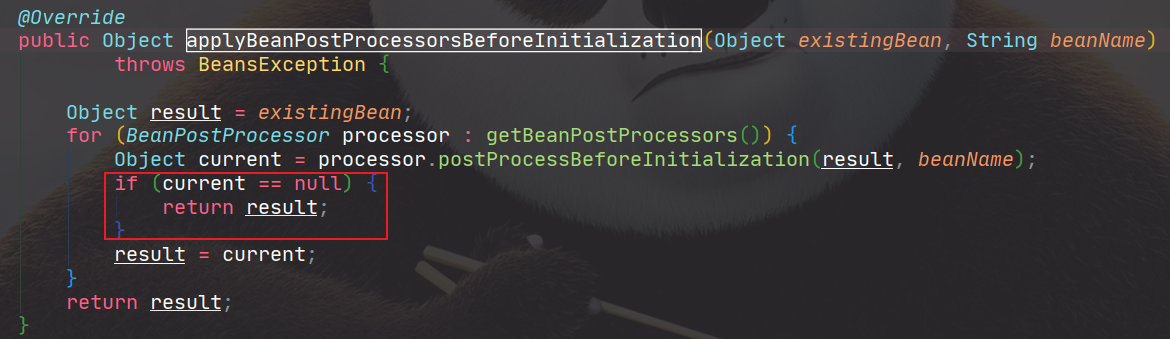 @Override
public Object applyBeanPostProcessorsBeforeInitialization(Object existingBean, String beanName)
        throws BeansException {
    Object result = existingBean;
    for (BeanPostProcessor processor : getBeanPostProcessors()) {
        Object current = processor.postProcessBeforeInitialization(result, beanName);
        if (current == null) {
            return result;
        }
        result = current;
    }
    return result;
}